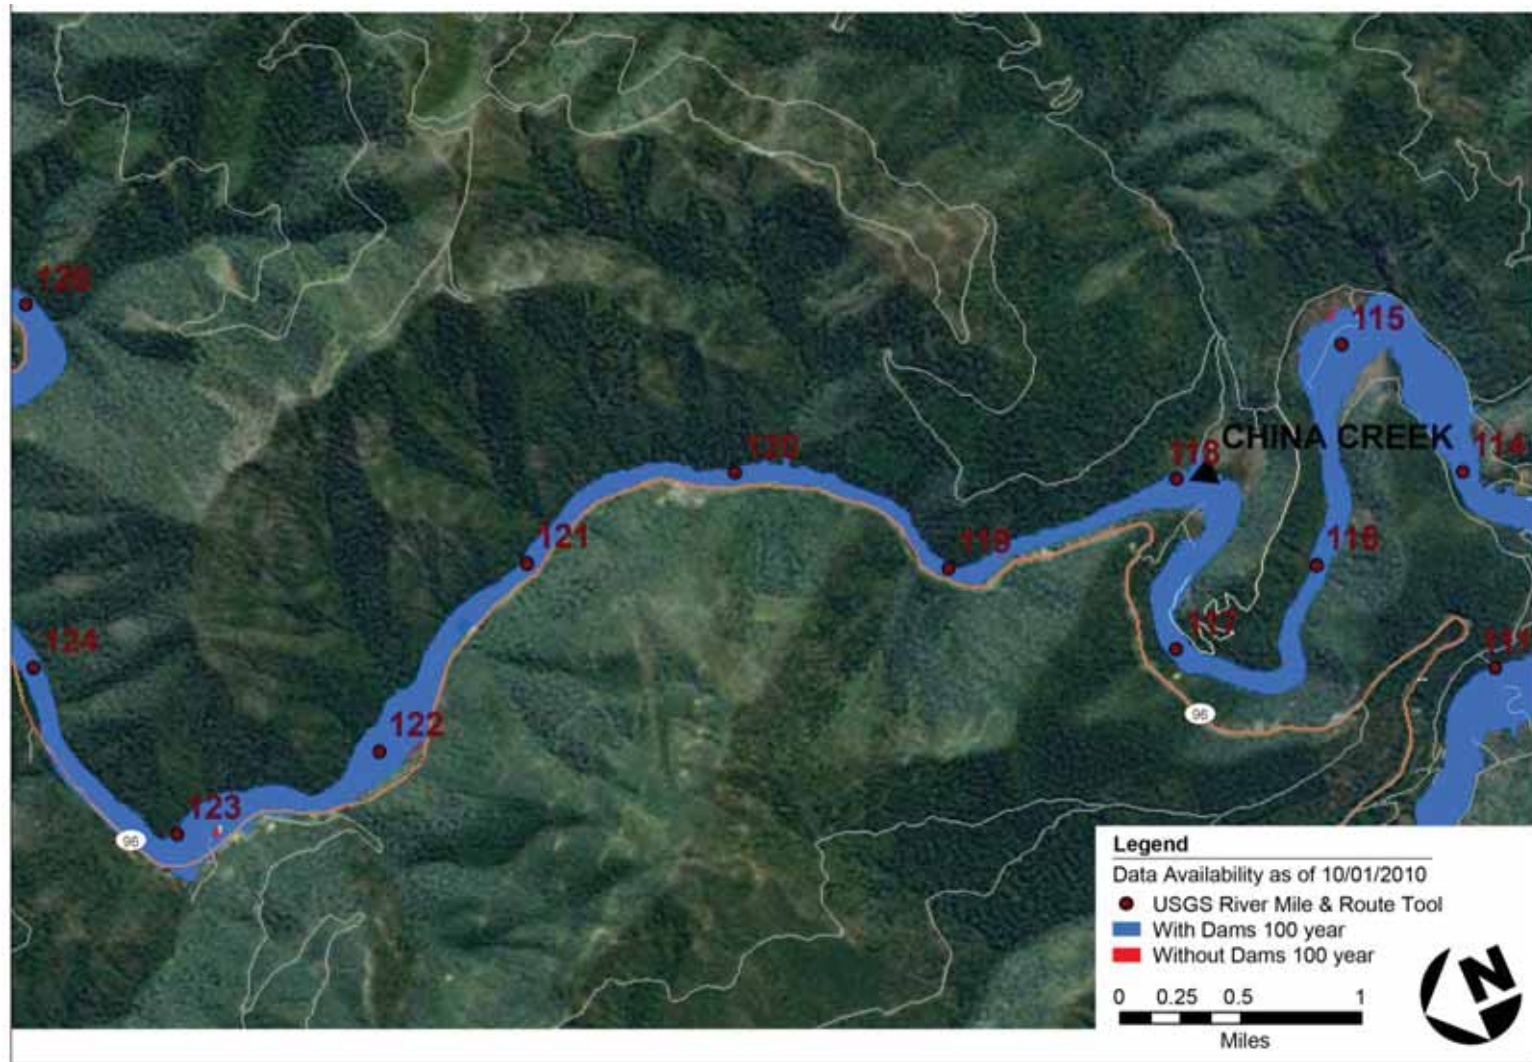 126
115
CHINA CREEK
118
114
120
121
119
116
117
124
111
96
122
123
96
Legend
Data Availability as of 10/01/2010
USGS River Mile & Route Tool
With Dams 100 year
Without Dams 100 year
0 0.25 0.5 1
Miles
N